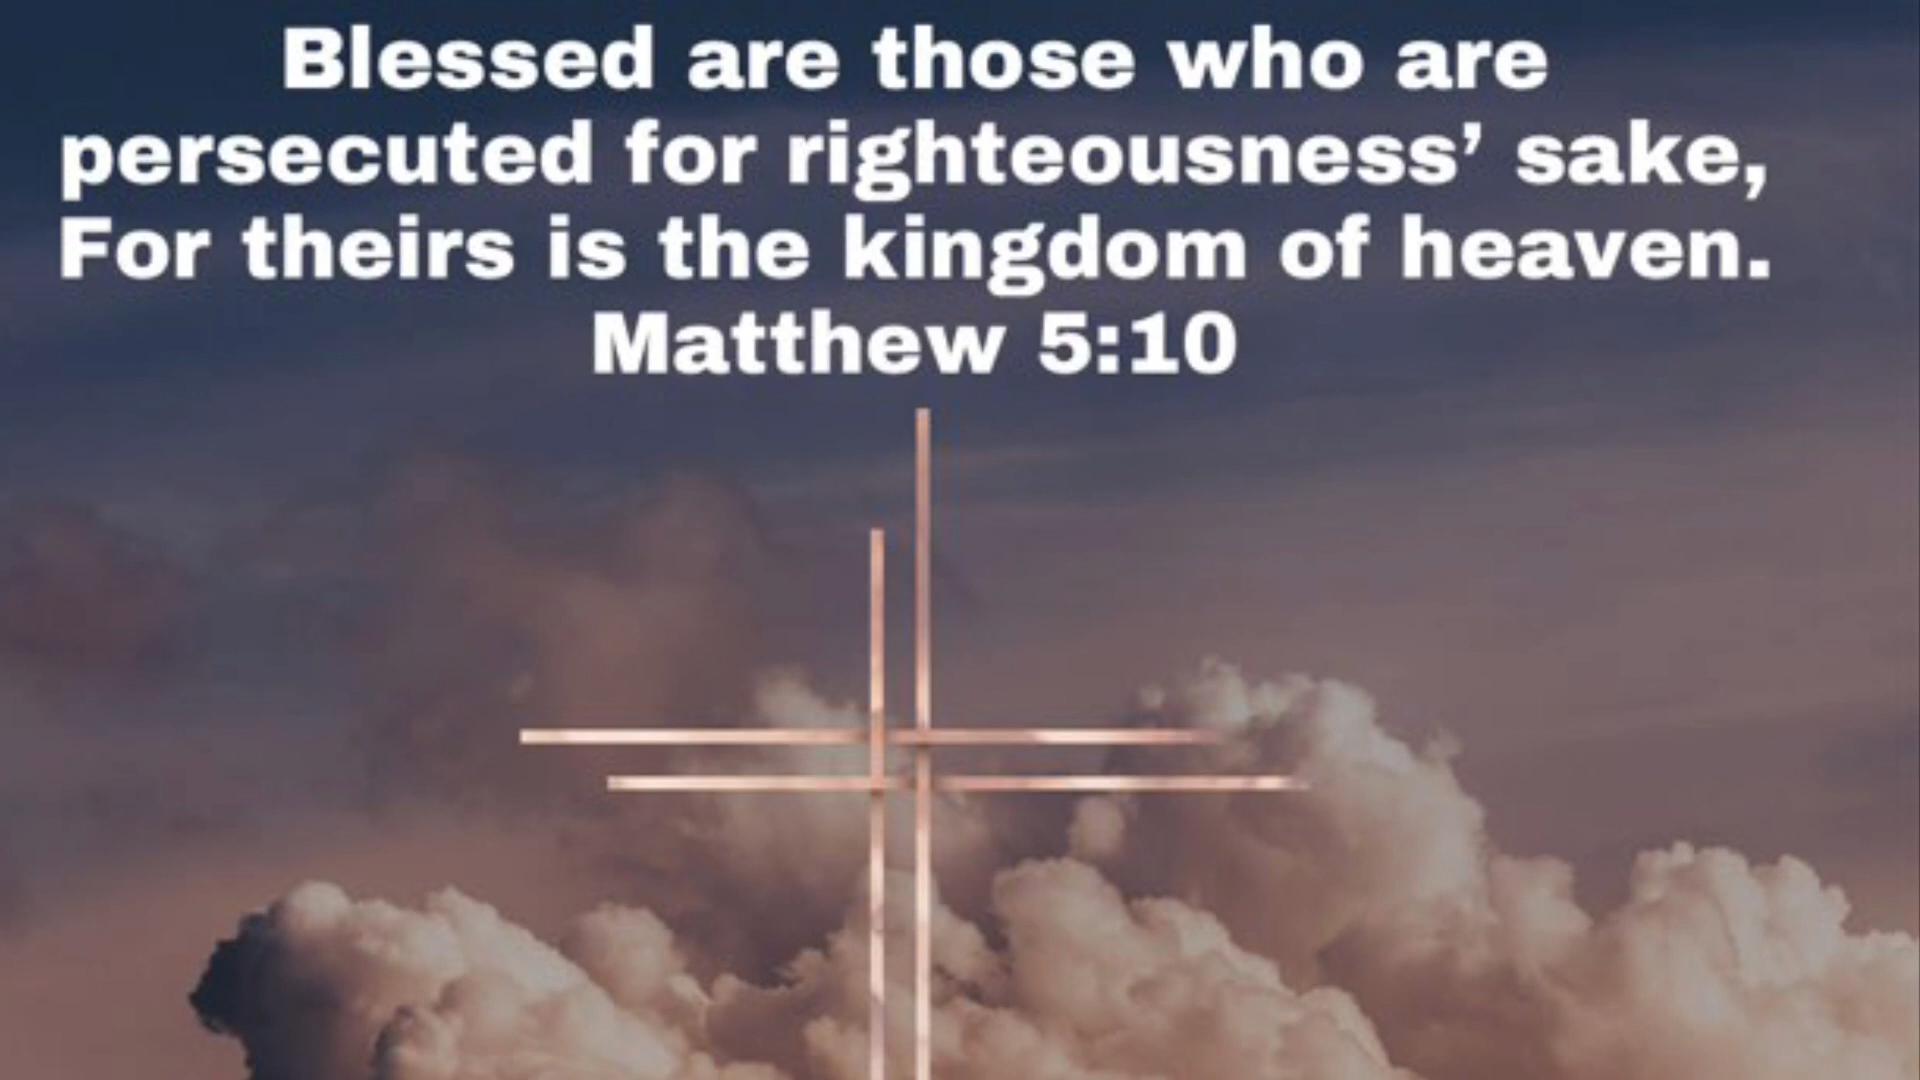 Blessed are those who are
persecuted for righteousness’ sake,
For theirs is the kingdom of heaven.
Matthew 5:10